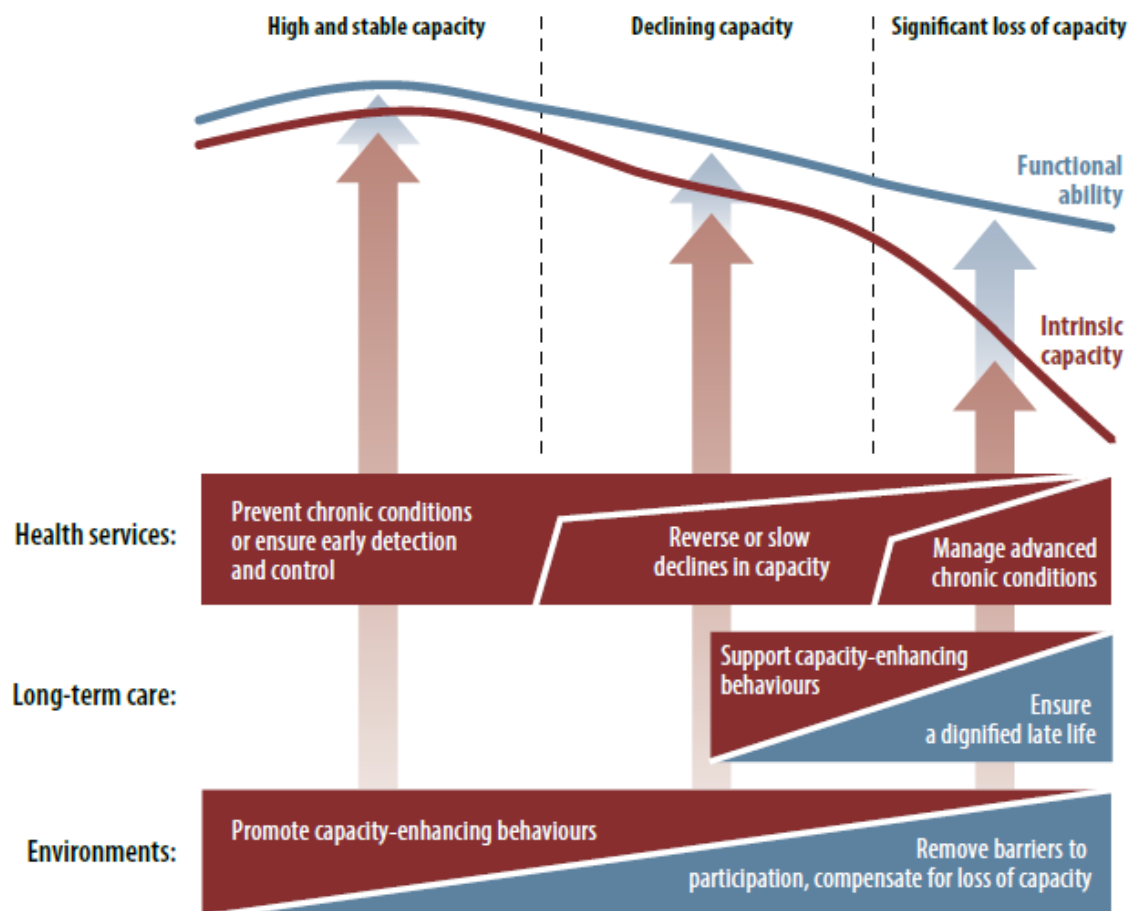 High and stable capacity
Declining capacity
Significant loss of capacity
Functional
ability
Intrinsic
capacity
Health services:
Prevent chronic conditions
or ensure early detection
and control
Reverse or slow
declines in capacity
Manage advanced
chronic conditions
Long-term care:
Support capacity-enhancing
behaviours
Ensure
a dignified late life
Environments:
Promote capacity-enhancing behaviours
Remove barriers to
participation, compensate for loss of capacity